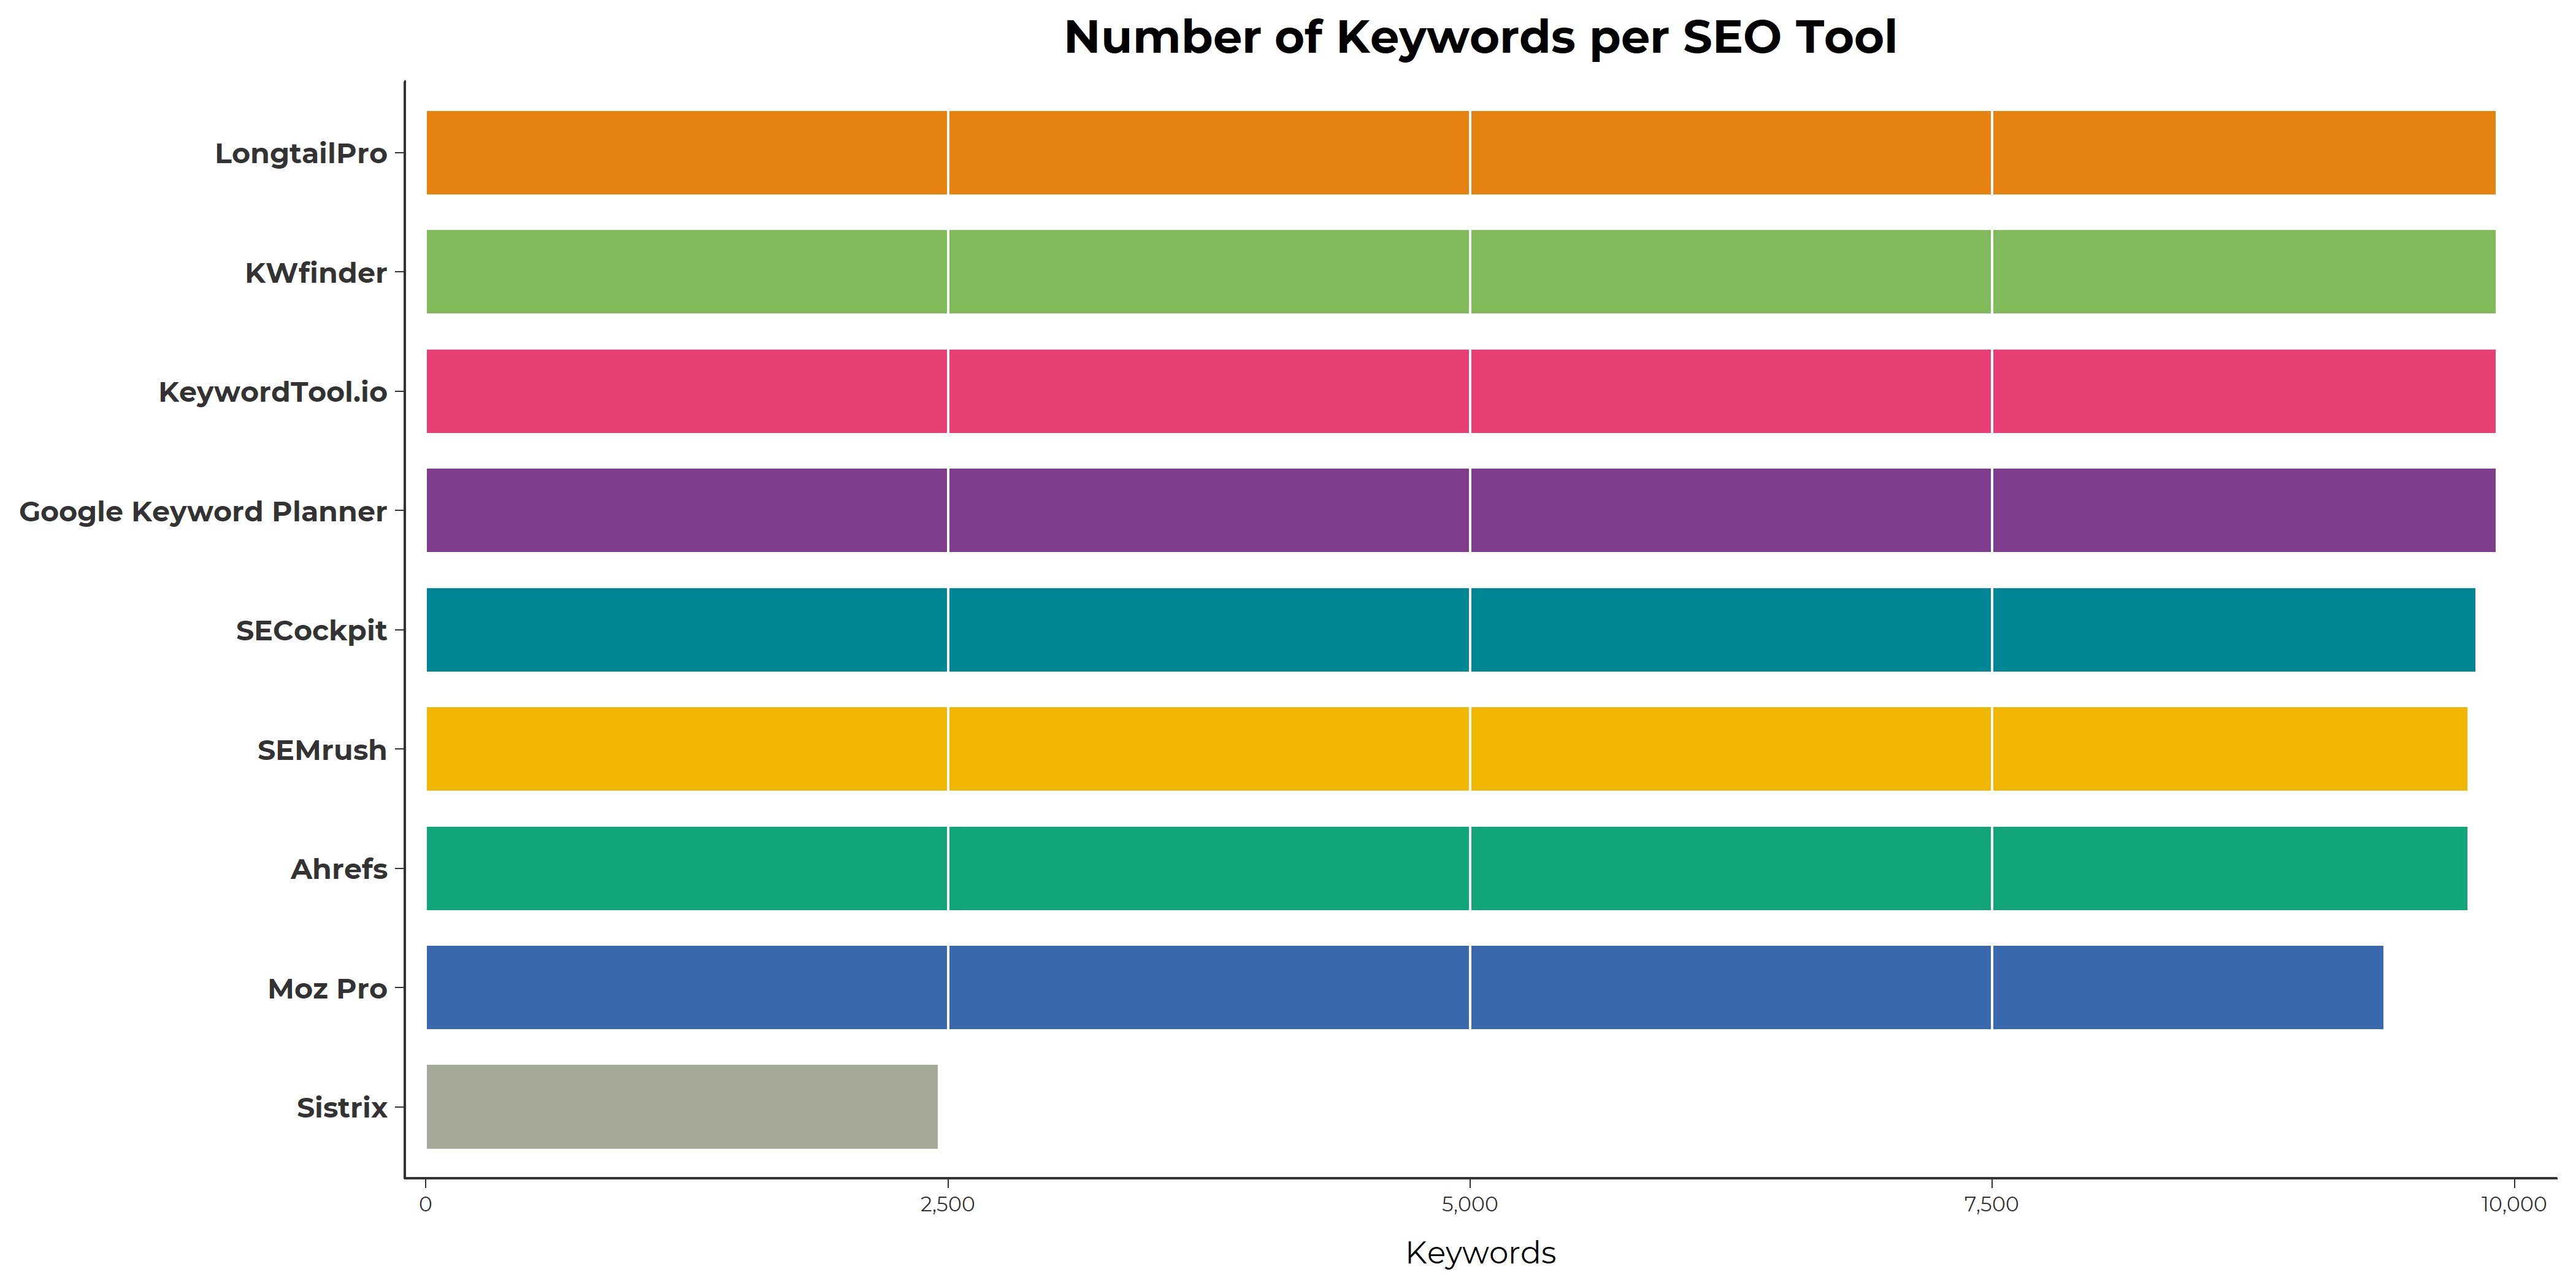 Number of Keywords per SEO Tool
LongtailPro
KWfinder
KeywordTool.io
Google Keyword Planner
SECockpit
SEMrush
Ahrefs
Moz Pro
Sistrix
0 2,500 5,000 7,500 10,000
Keywords